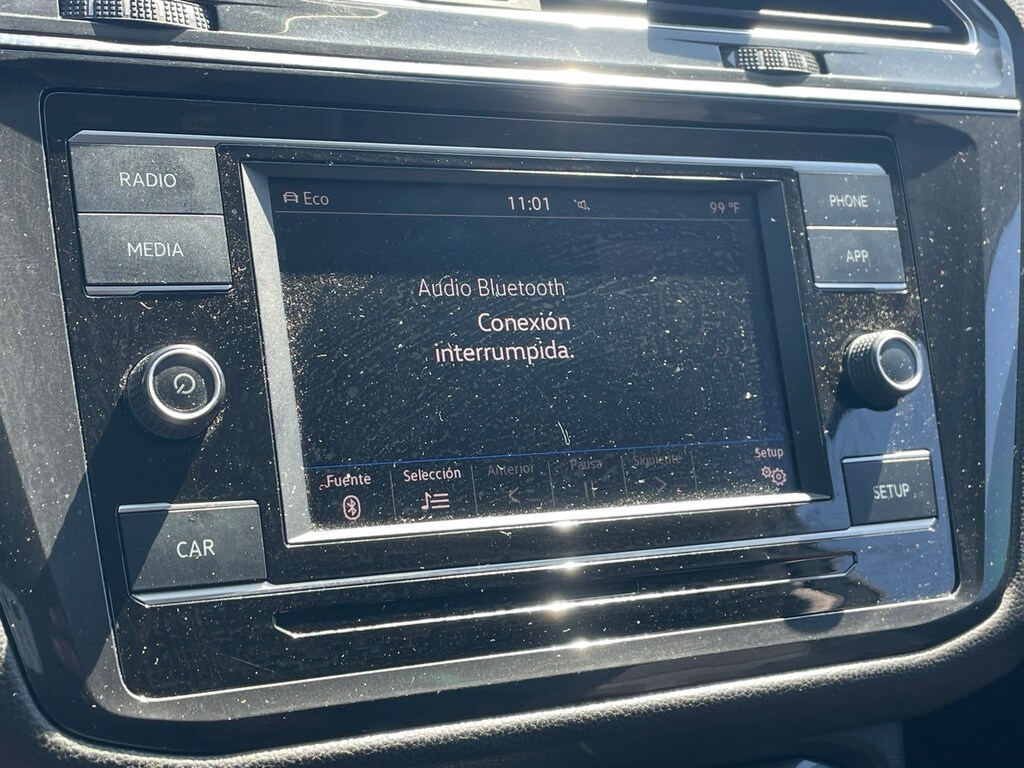 RADIO
MEDIA
CAR
Eco
11:01
99 °F
Audio Bluetooth
Conexión
interrumpida.
Fuente
Selección
Anterior
Pausa
Siguiente
Setup
PHONE
APP
SETUP